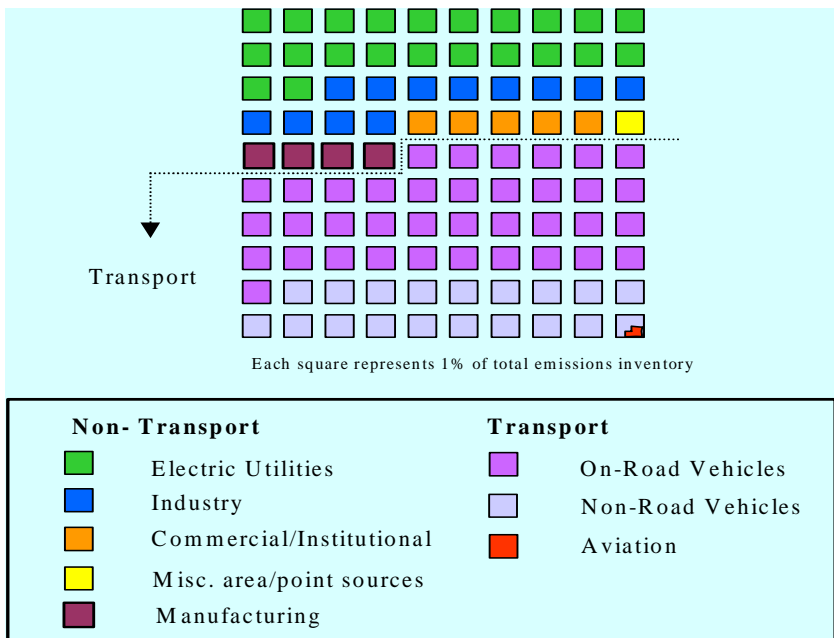 Transport
Each square represents 1% of total emissions inventory
Non- Transport
Electric Utilities
Industry
Commercial/Institutional
Misc. area/point sources
Manufacturing
Transport
On-Road Vehicles
Non-Road Vehicles
Aviation